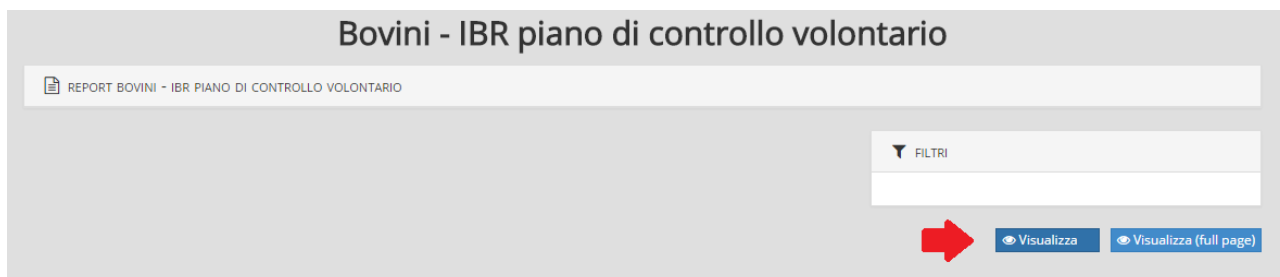 Bovini - IBR piano di controllo volontario
REPORT BOVINI - IBR PIANO DI CONTROLLO VOLONTARIO
FILTRI
Visualizza
Visualizza (full page)